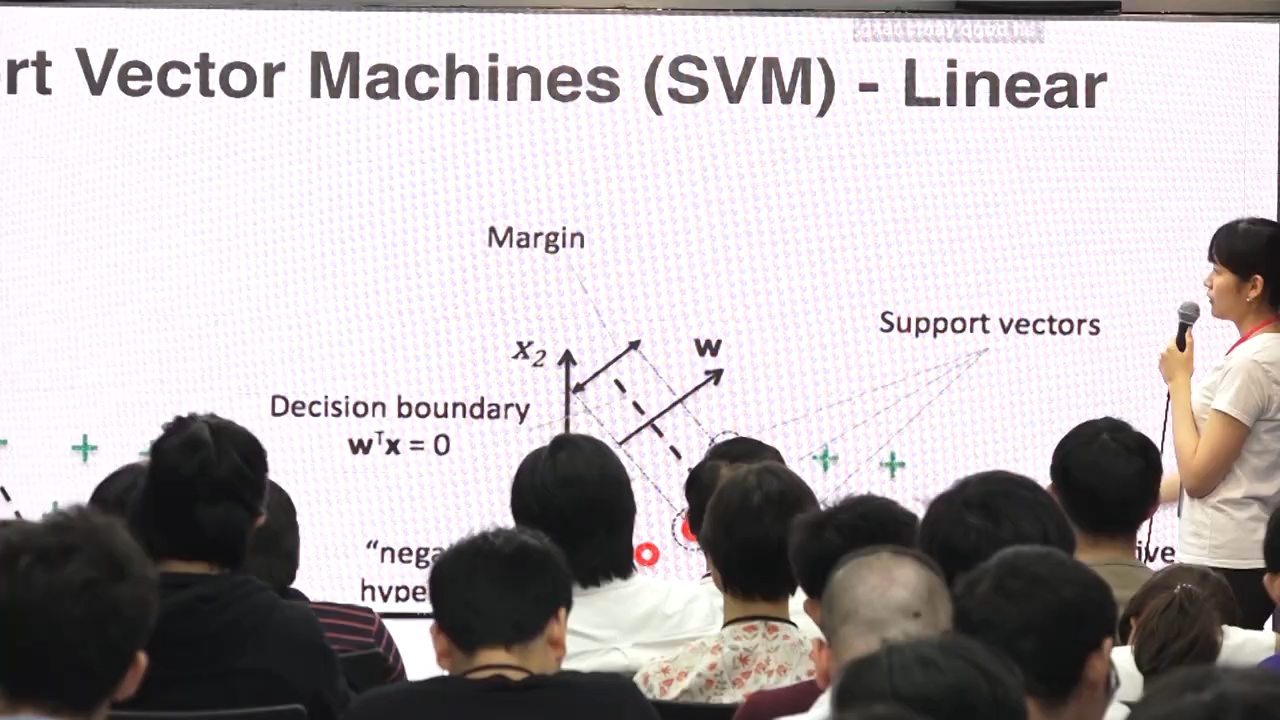 rt Vector Machines (SVM) - Linear
Margin
Support vectors
x₂
w
Decision boundary
wᵀx = 0
"nega
hype
ive